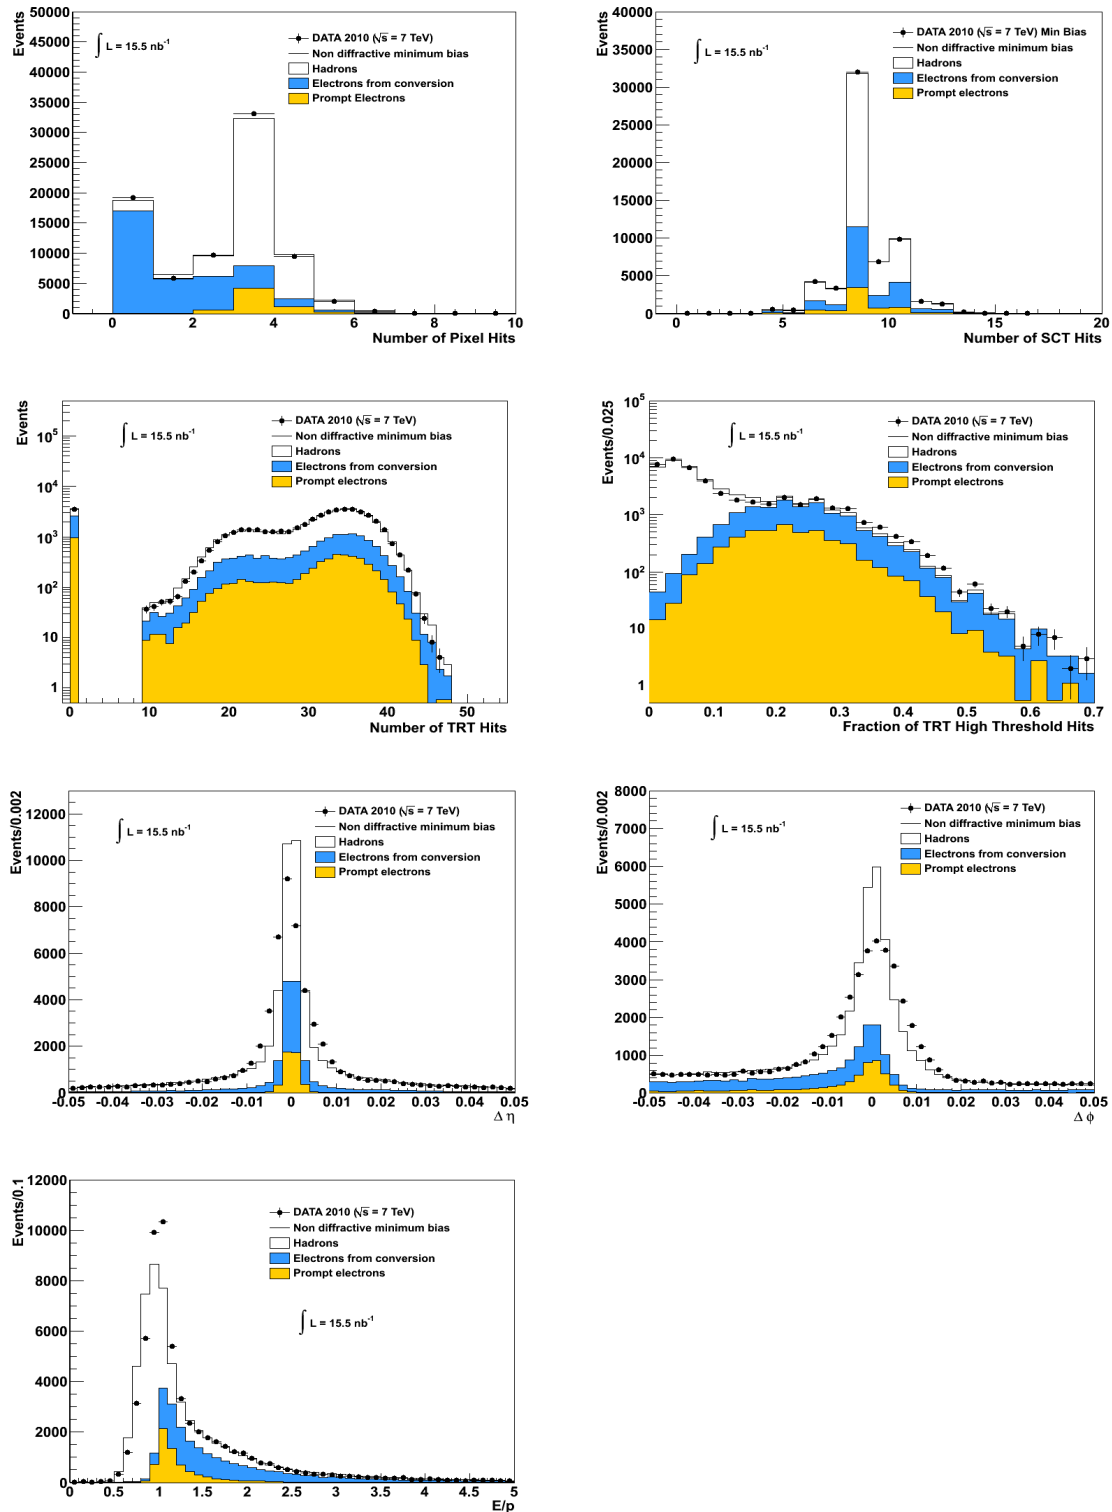 Events
50000
45000
40000
35000
30000
25000
20000
15000
10000
5000
0
∫ L = 15.5 nb⁻¹
DATA 2010 (√s = 7 TeV)
Non diffractive minimum bias
Hadrons
Electrons from conversion
Prompt Electrons
0 2 4 6 8 10
Number of Pixel Hits
Events
40000
35000
30000
25000
20000
15000
10000
5000
0
∫ L = 15.5 nb⁻¹
DATA 2010 (√s = 7 TeV) Min Bias
Non diffractive minimum bias
Hadrons
Electrons from conversion
Prompt electrons
0 5 10 15 20
Number of SCT Hits
Events
10⁵
10⁴
10³
10²
10
1
∫ L = 15.5 nb⁻¹
DATA 2010 (√s = 7 TeV)
Non diffractive minimum bias
Hadrons
Electrons from conversion
Prompt electrons
0 10 20 30 40 50
Number of TRT Hits
Events/0.025
10⁵
10⁴
10³
10²
10
1
∫ L = 15.5 nb⁻¹
DATA 2010 (√s = 7 TeV)
Non diffractive minimum bias
Hadrons
Electrons from conversion
Prompt electrons
0 0.1 0.2 0.3 0.4 0.5 0.6 0.7
Fraction of TRT High Threshold Hits
Events/0.002
12000
10000
8000
6000
4000
2000
0
∫ L = 15.5 nb⁻¹
DATA 2010 (√s = 7 TeV)
Non diffractive minimum bias
Hadrons
Electrons from conversion
Prompt electrons
-0.05 -0.04 -0.03 -0.02 -0.01 0 0.01 0.02 0.03 0.04 0.05
Δ η
Events/0.002
8000
7000
6000
5000
4000
3000
2000
1000
0
∫ L = 15.5 nb⁻¹
DATA 2010 (√s = 7 TeV)
Non diffractive minimum bias
Hadrons
Electrons from conversion
Prompt electrons
-0.05 -0.04 -0.03 -0.02 -0.01 0 0.01 0.02 0.03 0.04 0.05
Δ ϕ
Events/0.1
12000
10000
8000
6000
4000
2000
0
DATA 2010 (√s = 7 TeV)
Non diffractive minimum bias
Hadrons
Electrons from conversion
Prompt electrons
∫ L = 15.5 nb⁻¹
0 0.5 1 1.5 2 2.5 3 3.5 4 4.5 5
E/p